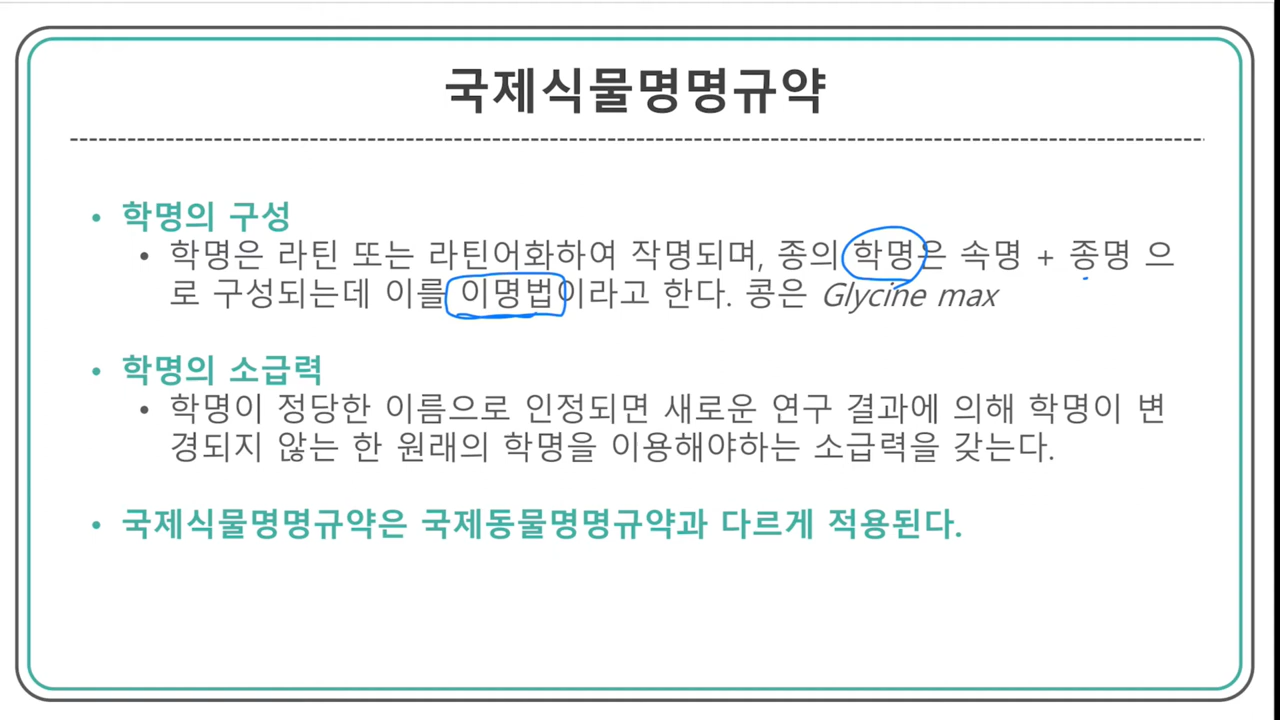 국제식물명명규약
• 학명의 구성
• 학명은 라틴 또는 라틴어화하여 작명되며, 종의 학명은 속명 + 종명 으
로 구성되는데 이를 이명법이라고 한다. 콩은 Glycine max
• 학명의 소급력
• 학명이 정당한 이름으로 인정되면 새로운 연구 결과에 의해 학명이 변
경되지 않는 한 원래의 학명을 이용해야하는 소급력을 갖는다.
• 국제식물명명규약은 국제동물명명규약과 다르게 적용된다.